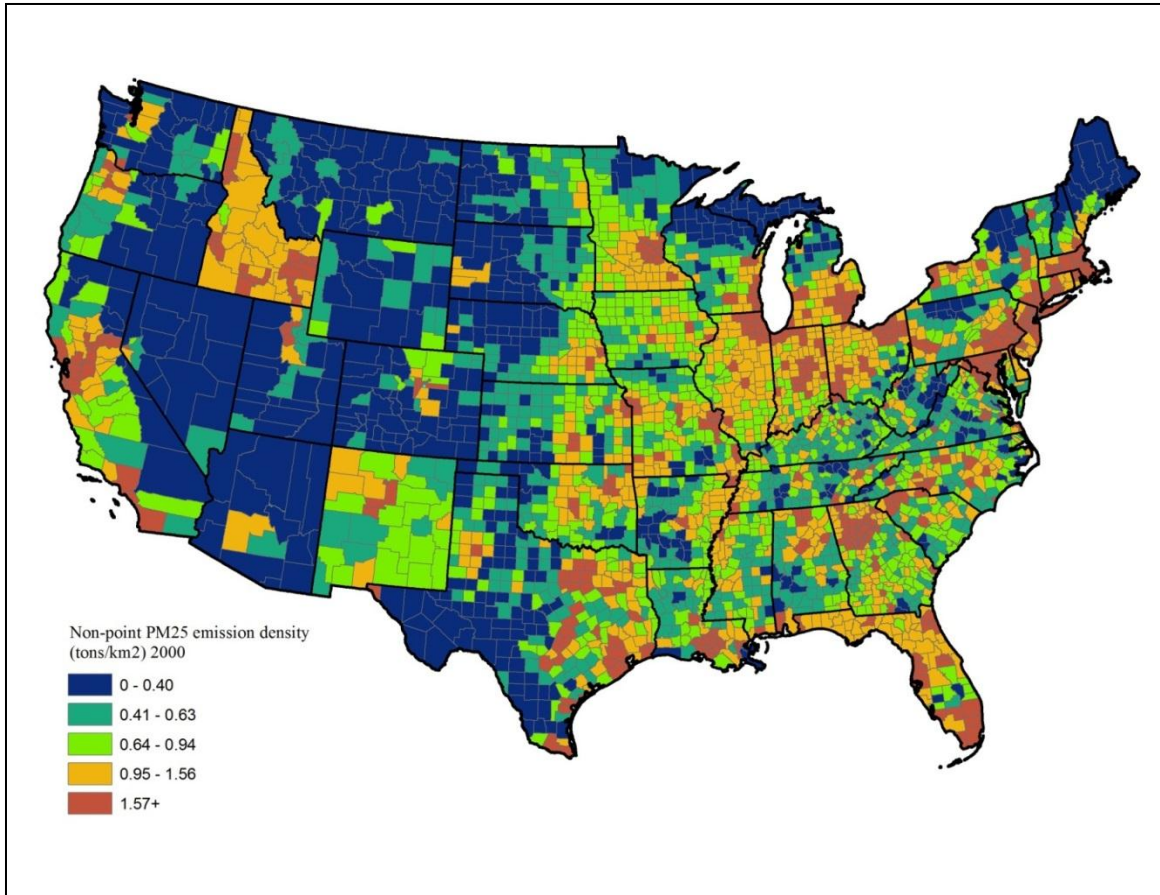 Non-point PM25 emission density
(tons/km2) 2000
0 - 0.40
0.41 - 0.63
0.64 - 0.94
0.95 - 1.56
1.57+